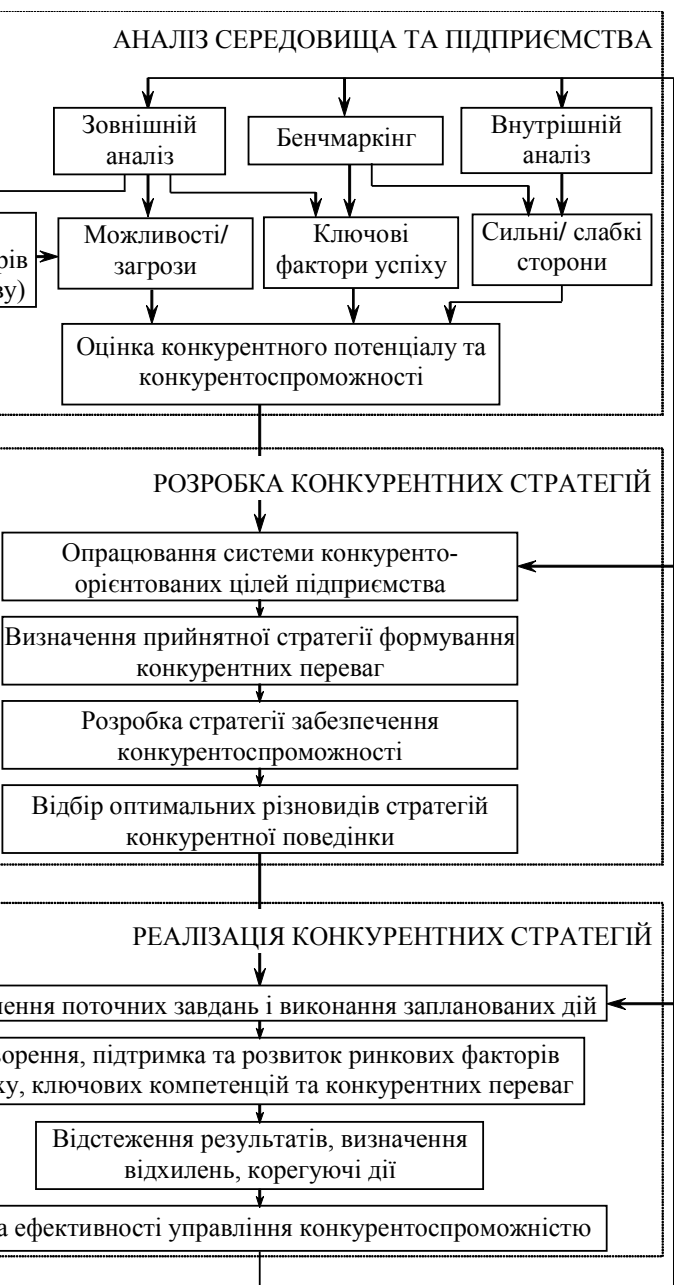 АНАЛІЗ СЕРЕДОВИЩА ТА ПІДПРИЄМСТВА
Зовнішній
аналіз
Бенчмаркінг
Внутрішній
аналіз
Можливості/
загрози
Ключові
фактори успіху
Сильні/ слабкі
сторони
Оцінка конкурентного потенціалу та
конкурентоспроможності
РОЗРОБКА КОНКУРЕНТНИХ СТРАТЕГІЙ
Опрацювання системи конкуренто-
орієнтованих цілей підприємства
Визначення прийнятної стратегії формування
конкурентних переваг
Розробка стратегії забезпечення
конкурентоспроможності
Відбір оптимальних різновидів стратегій
конкурентної поведінки
РЕАЛІЗАЦІЯ КОНКУРЕНТНИХ СТРАТЕГІЙ
поточних завдань і виконання запланованих дій
підтримка та розвиток ринкових факторів
ключових компетенцій та конкурентних переваг
Відстеження результатів, визначення
відхилень, корегуючі дії
ефективності управління конкурентоспроможністю